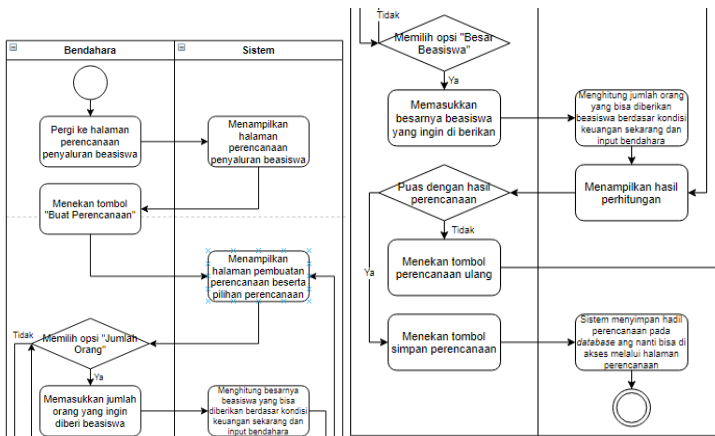 Bendahara
Sistem
Pergi ke halaman
perencanaan
penyaluran beasiswa
Menampilkan
halaman
perencanaan
penyaluran beasiswa
Menekan tombol
"Buat Perencanaan"
Menampilkan
halaman pembuatan
perencanaan beserta
pilihan perencanaan
Tidak
Memilih opsi "Jumlah
Orang"
Ya
Memasukkan jumlah
orang yang ingin
diberi beasiswa
Menghitung besarnya
beasiswa yang bisa
diberikan berdasar kondisi
keuangan sekarang dan
input bendahara
Tidak
Memilih opsi "Besar
Beasiswa"
Ya
Memasukkan
besarnya beasiswa
yang ingin di berikan
Menghitung jumlah orang
yang bisa diberikan
beasiswa berdasar kondisi
keuangan sekarang dan
input bendahara
Puas dengan hasil
perencanaan
Menampilkan hasil
perhitungan
Tidak
Ya
Menekan tombol
perencanaan ulang
Menekan tombol
simpan perencanaan
Sistem menyimpan hadil
perencanaan pada
database ang nanti bisa di
akses melalui halaman
perencanaan